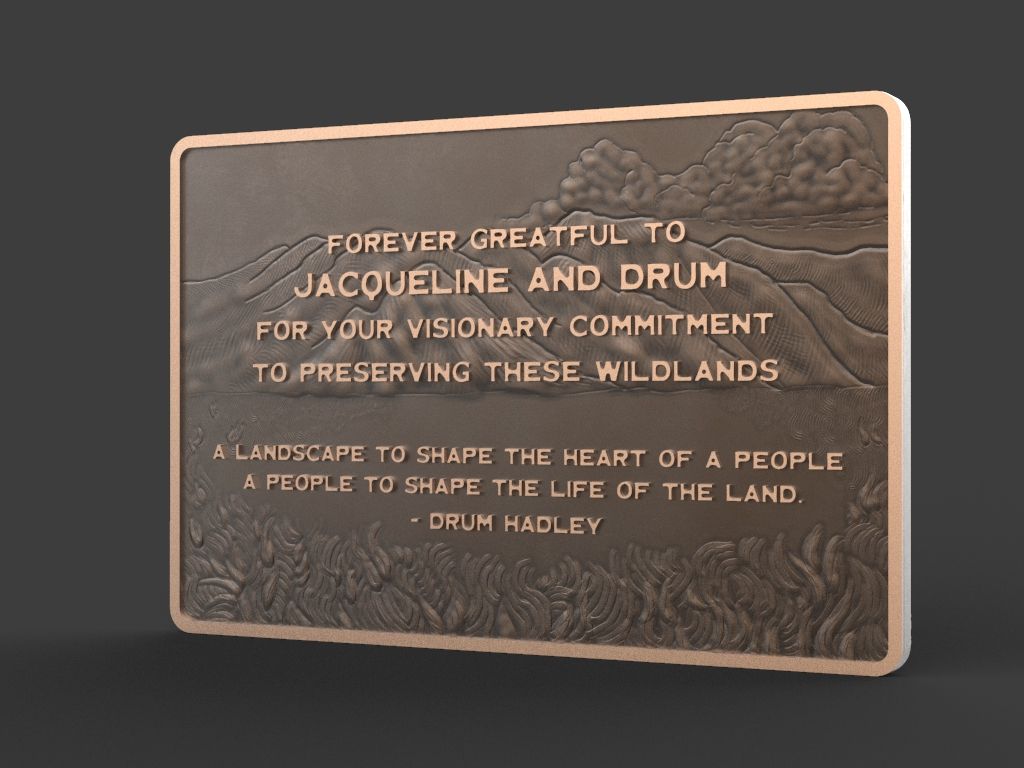 FOREVER GREATFUL TO
JACQUELINE AND DRUM
FOR YOUR VISIONARY COMMITMENT
TO PRESERVING THESE WILDLANDS
A LANDSCAPE TO SHAPE THE HEART OF A PEOPLE
A PEOPLE TO SHAPE THE LIFE OF THE LAND.
- DRUM HADLEY